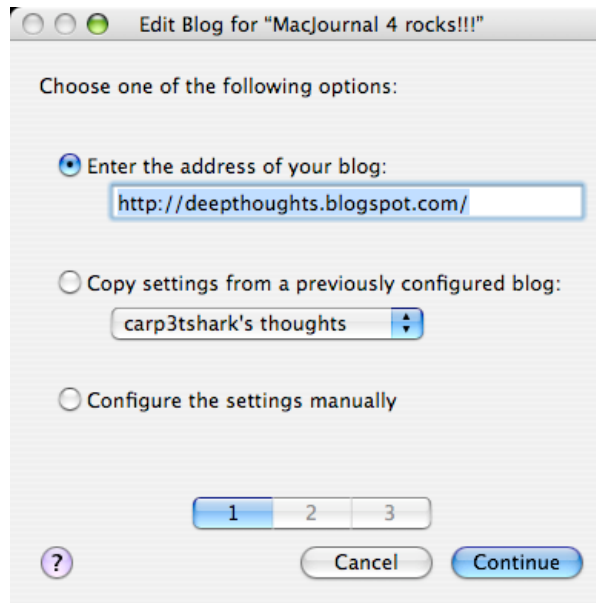 Edit Blog for “MacJournal 4 rocks!!!”
Choose one of the following options:
Enter the address of your blog:
http://deepthoughts.blogspot.com/
Copy settings from a previously configured blog:
carp3tshark's thoughts
Configure the settings manually
1 2 3
? Cancel Continue